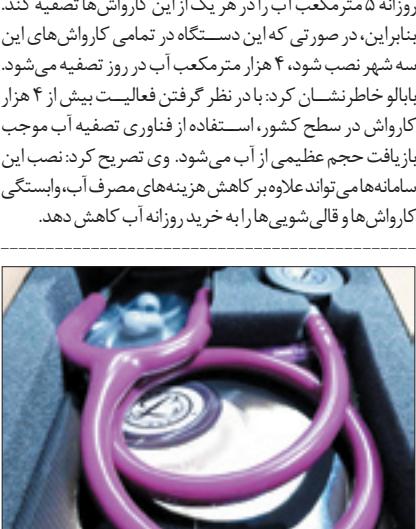 روزانه ۵ مترمکعب آب را در هر یک از این کارواش‌ها تصفیه کند.
بنابراین، در صورتی که این دســتگاه در تمامی کارواش‌های این
سه شهر نصب شود، ۴ هزار مترمکعب آب در روز تصفیه می‌شود.
بابالو خاطرنشــان کرد: با در نظر گرفتن فعالیــت بیش از ۴ هزار
کارواش در سطح کشور، اســتفاده از فناوری تصفیه آب موجب
بازیافت حجم عظیمی از آب می‌شود. وی تصریح کرد: نصب این
سامانه‌ها می‌تواند علاوه بر کاهش هزینه‌های مصرف آب، وابستگی
کارواش‌ها و قالی‌شویی‌ها را به خرید روزانه آب کاهش دهد.